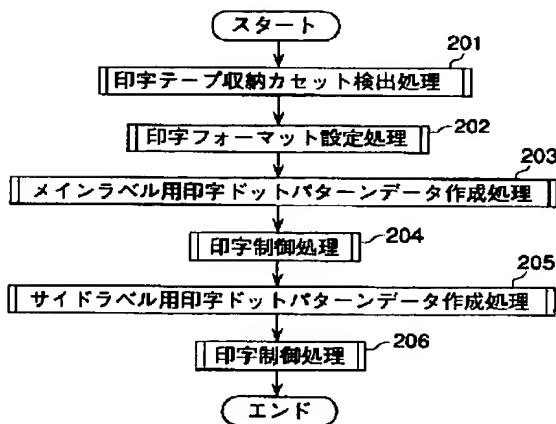 スタート
201
印字テープ収納カセット検出処理
印字フォーマット設定処理
202
203
メインラベル用印字ドットパターンデータ作成処理
印字制御処理
204
205
サイドラベル用印字ドットパターンデータ作成処理
印字制御処理
206
エンド